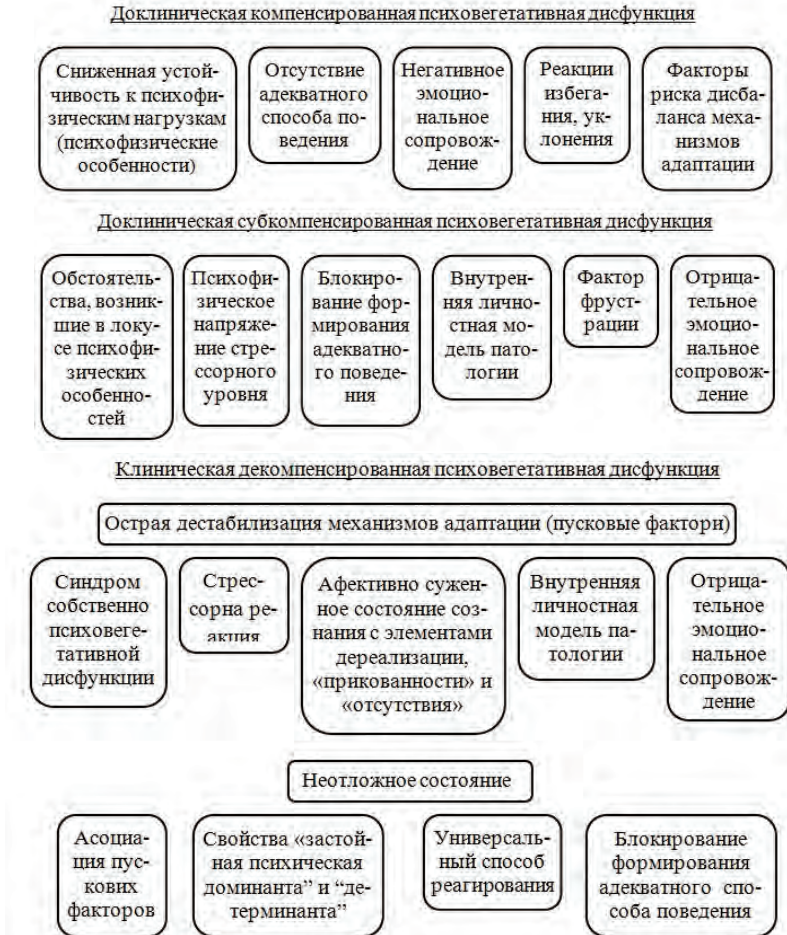 Доклиническая компенсированная психовегетативная дисфункция
Сниженная устой-
чивость к психофи-
зическим нагрузкам
(психофизические
особенности)
Отсутствие
адекватного
способа по-
ведения
Негативное
эмоцио-
нальное
сопровож-
дение
Реакции
избега-
ния, ук-
лонения
Факторы
риска дисба-
ланса меха-
низмов
адаптации
Доклиническая субкомпенсированная психовегетативная дисфункция
Обстоятель-
ства, возник-
шие в локу-
се психофи-
зических
особенно-
стей
Психофи-
зическое
напряже-
ние стре-
ссорного
уровня
Блокиро-
вание фор-
мирования
адекватно-
го поведе-
ния
Внутрен-
няя лично-
стная мо-
дель пато-
логии
Фактор
фруст-
рации
Отрица-
тельное
эмоцио-
нальное
сопровож-
дение
Клиническая декомпенсированная психовегетативная дисфункция
Острая дестабилизация механизмов адаптации (пусковые фактори)
Синдром
собственно
психовеге-
тативной
дисфункции
Стрес-
сорна ре-
акция
Афективно сужен-
ное состояние соз-
нания с элементами
дереализации,
«прикованности» и
«отсутствия»
Внутренняя
личностная
модель па-
тологии
Отрица-
тельное
эмоцио-
нальное
сопровож-
дение
Неотложное состояние
Асоциа-
ция пус-
кових
факторов
Свойства «застой-
ная психическая
доминанта” и “де-
терминанта”
Универсаль-
ный способ
реагирования
Блокирование
формирования
адекватного спо-
соба поведения